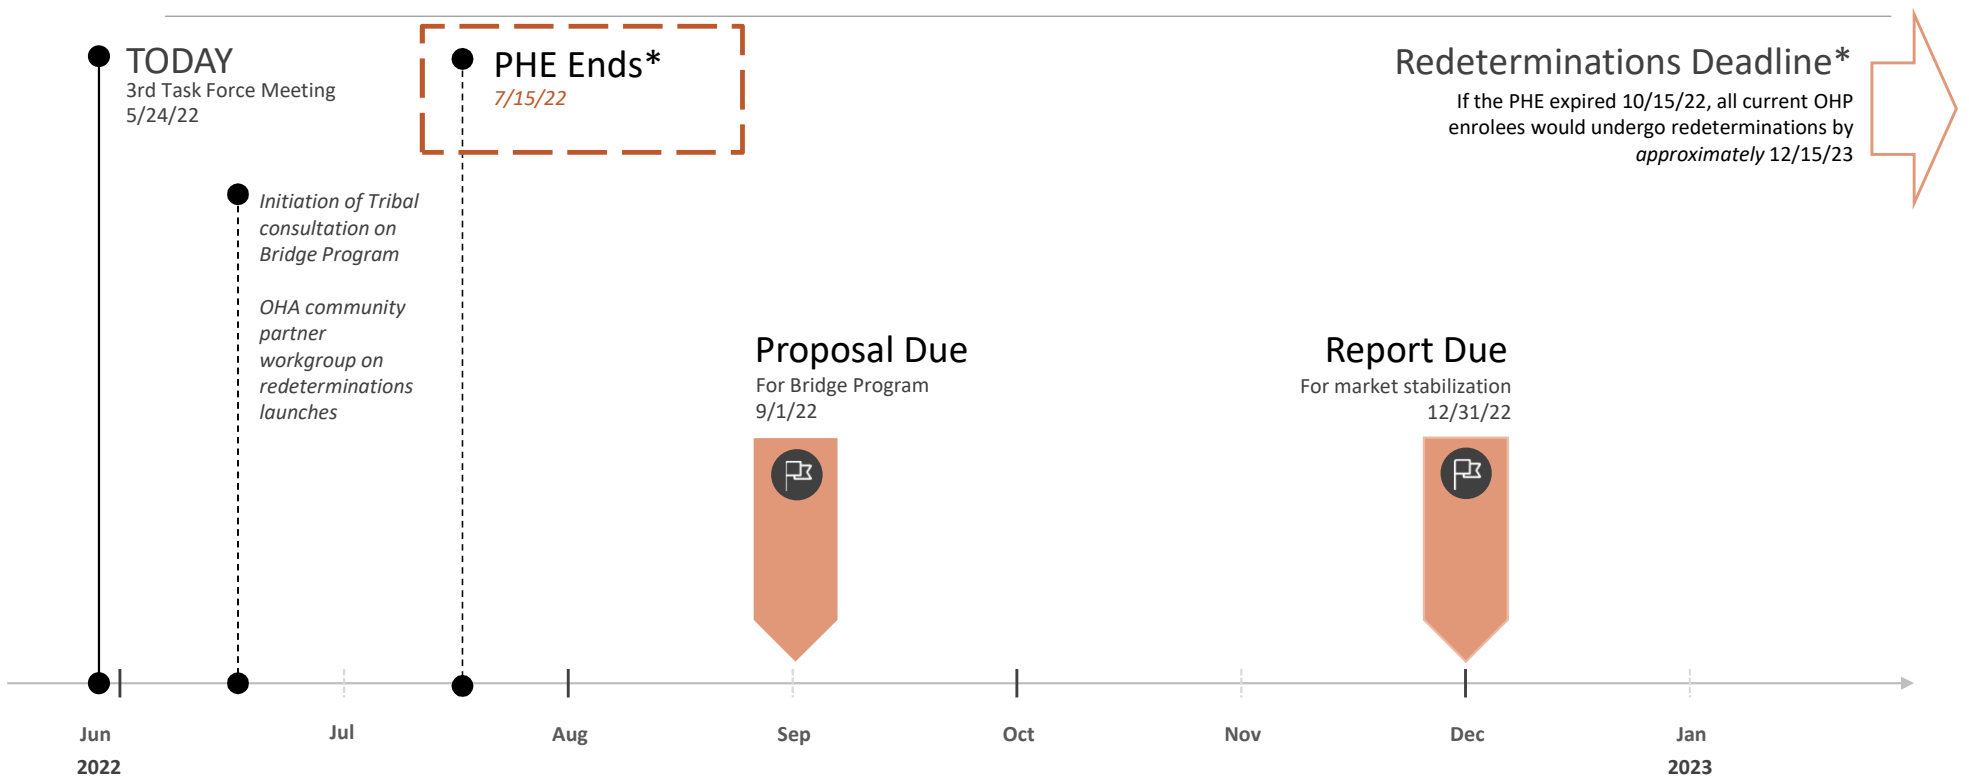 TODAY
3rd Task Force Meeting
5/24/22
PHE Ends*
7/15/22
Redeterminations Deadline*
If the PHE expired 10/15/22, all current OHP
enrolees would undergo redeterminations by
approximately 12/15/23
Initiation of Tribal
consultation on
Bridge Program
OHA community
partner
workgroup on
redeterminations
launches
Proposal Due
For Bridge Program
9/1/22
Report Due
For market stabilization
12/31/22
Jun
2022
Jul
Aug
Sep
Oct
Nov
Dec
Jan
2023